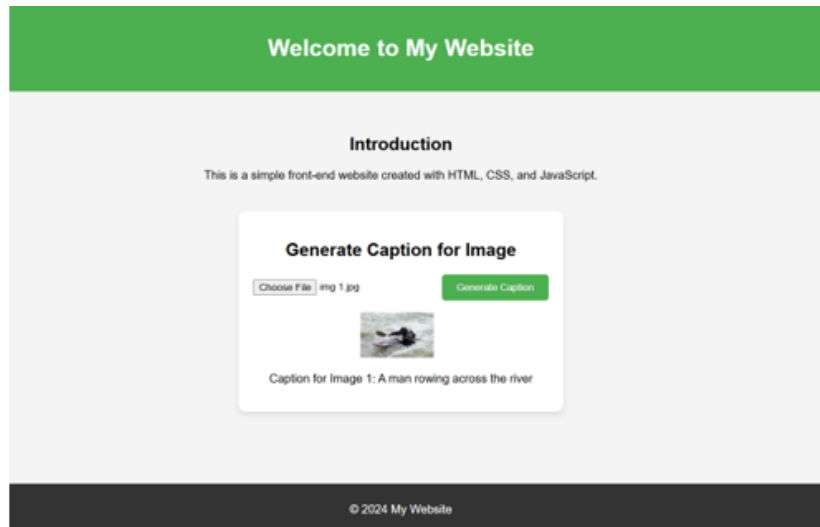 Welcome to My Website
Introduction
This is a simple front-end website created with HTML, CSS, and JavaScript.
Generate Caption for Image
Choose File img 1.jpg Generate Caption
Caption for Image 1: A man rowing across the river
© 2024 My Website